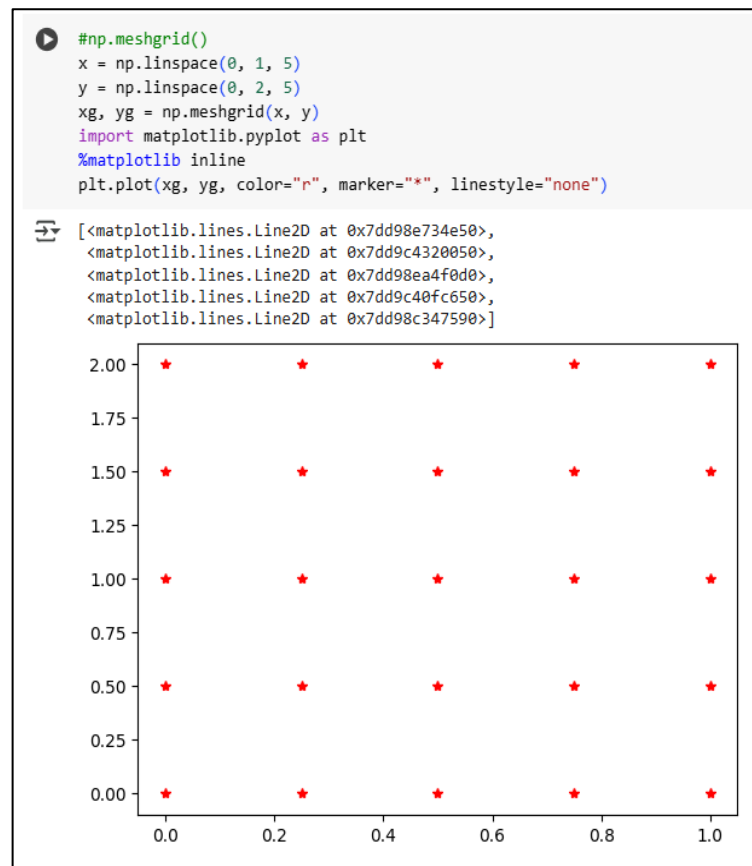 #np.meshgrid()
x = np.linspace(0, 1, 5)
y = np.linspace(0, 2, 5)
xg, yg = np.meshgrid(x, y)
import matplotlib.pyplot as plt
%matplotlib inline
plt.plot(xg, yg, color="r", marker="*", linestyle="none")
[<matplotlib.lines.Line2D at 0x7dd98e734e50>,
<matplotlib.lines.Line2D at 0x7dd9c4320050>,
<matplotlib.lines.Line2D at 0x7dd98ea4f0d0>,
<matplotlib.lines.Line2D at 0x7dd9c40fc650>,
<matplotlib.lines.Line2D at 0x7dd98c347590>]
2.00
1.75
1.50
1.25
1.00
0.75
0.50
0.25
0.00
0.0 0.2 0.4 0.6 0.8 1.0